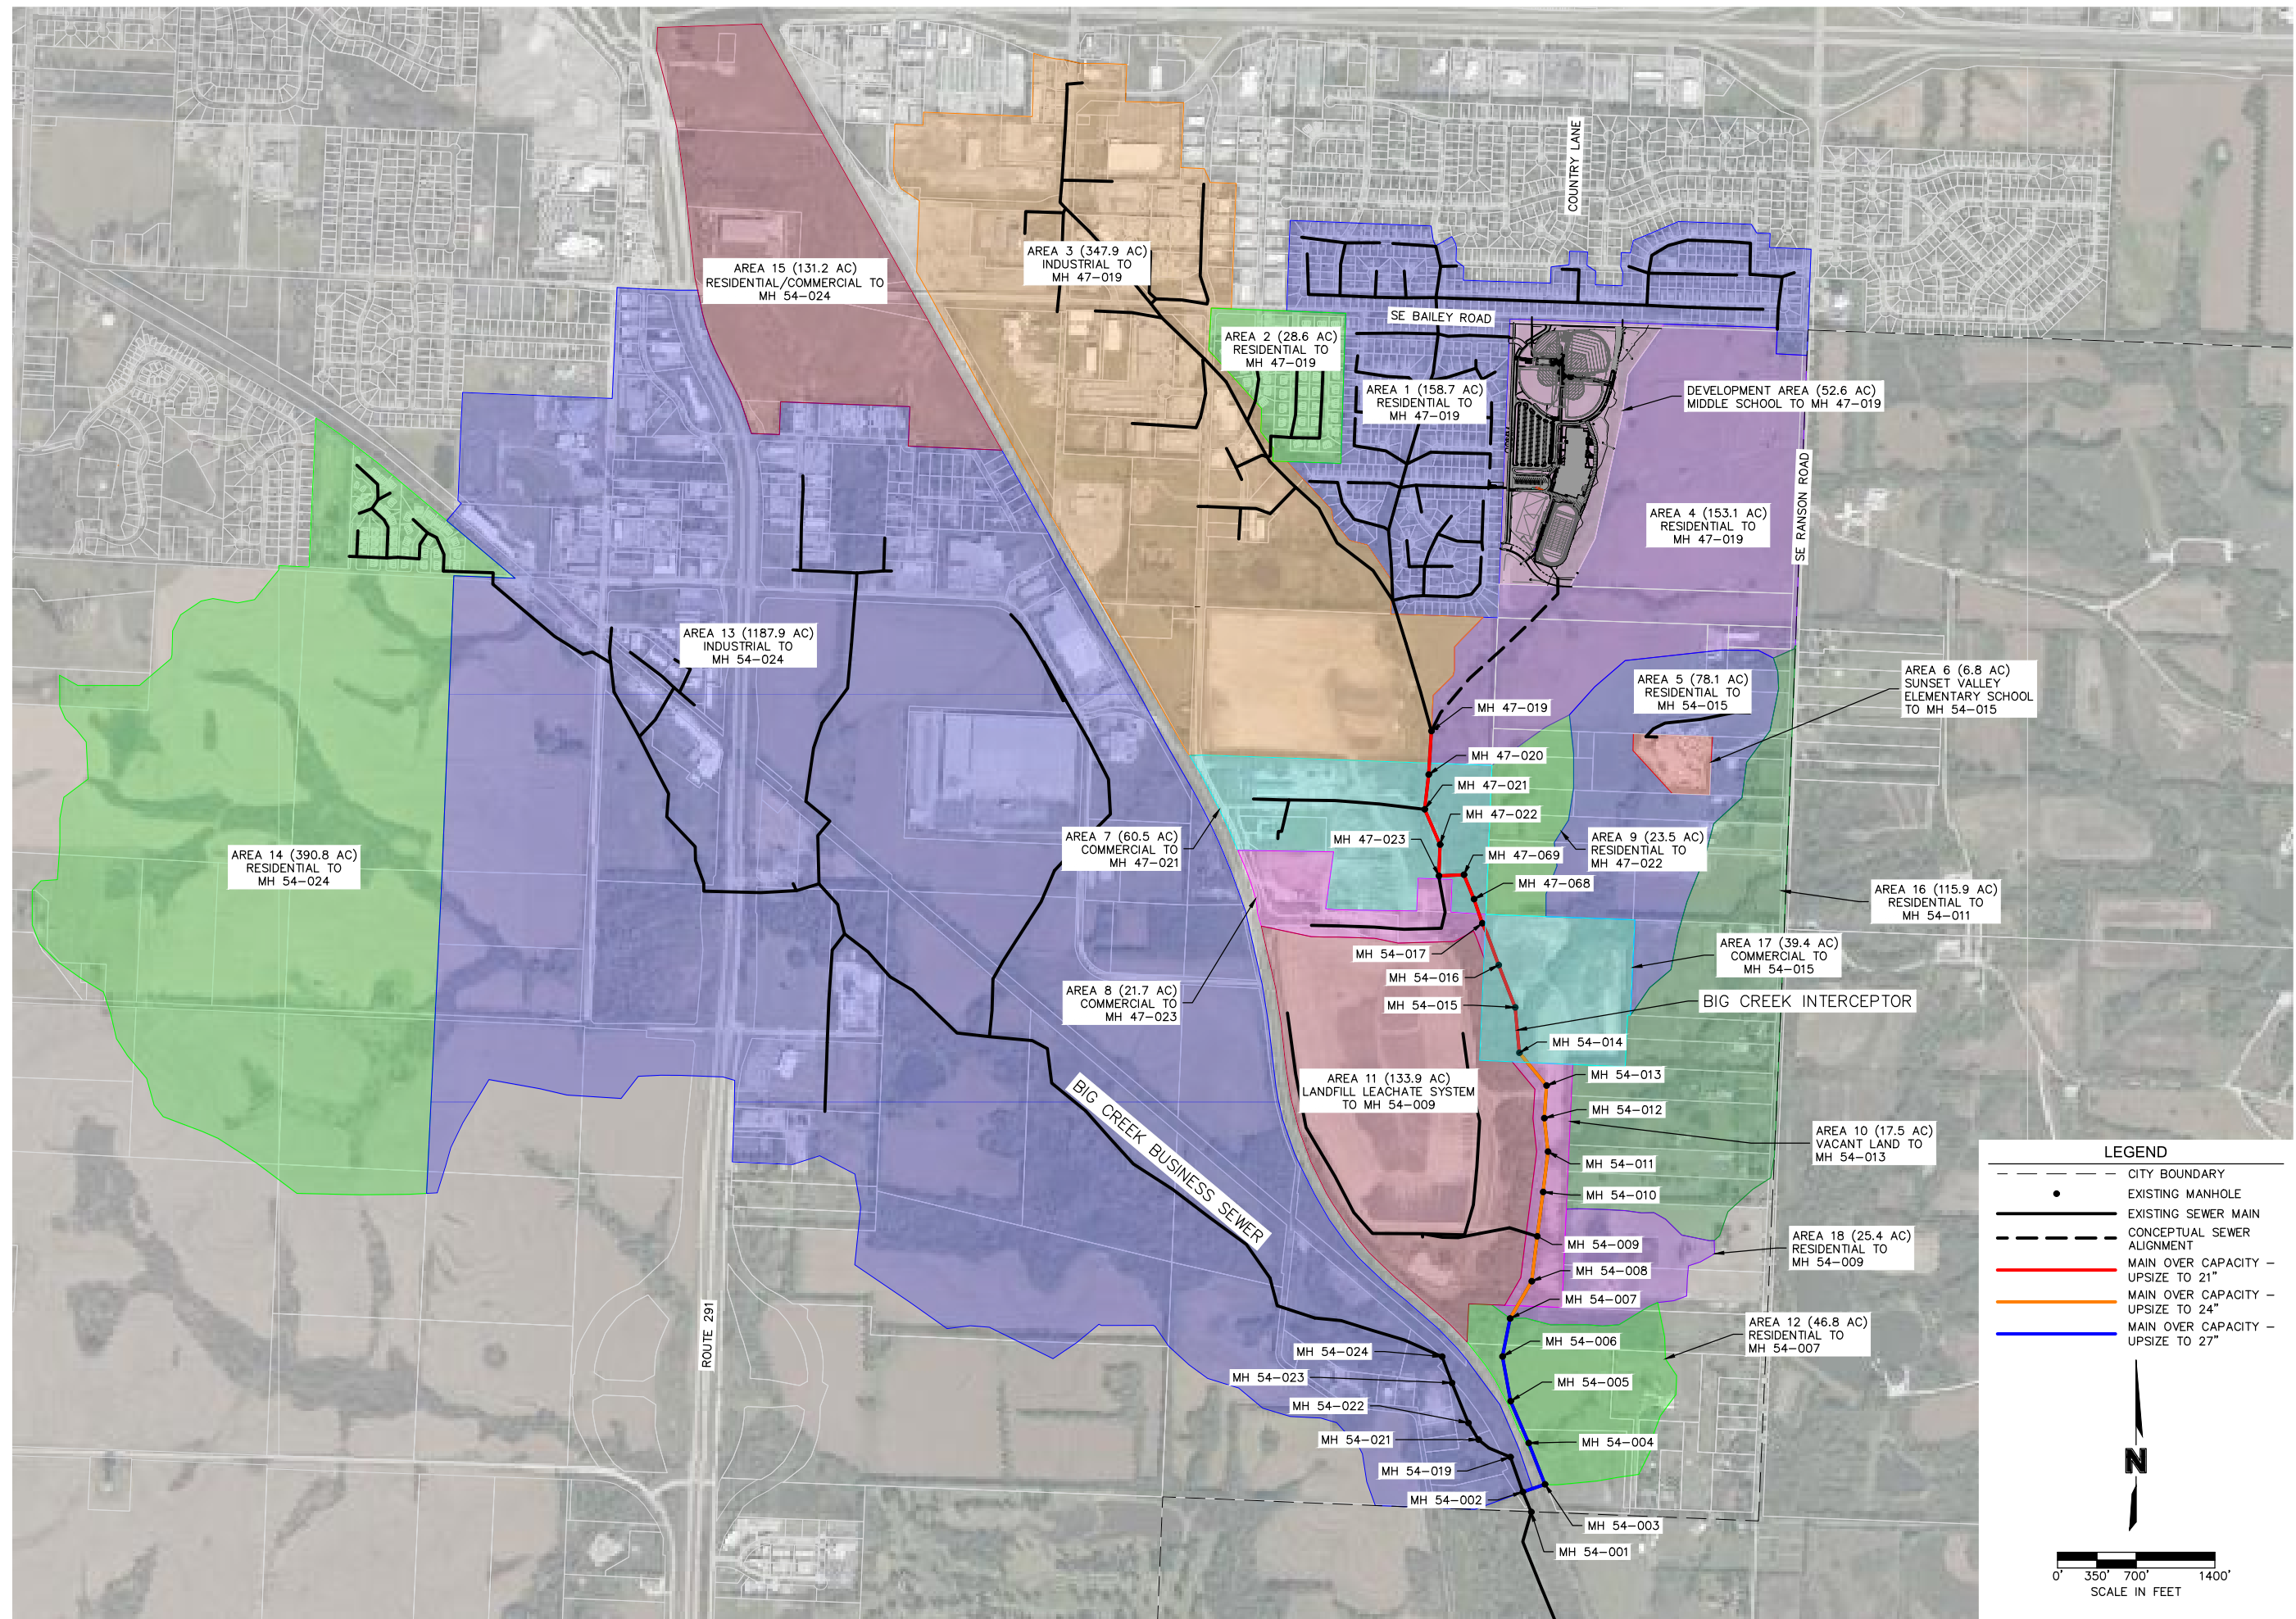 COUNTRY LANE
AREA 15 (131.2 AC)
RESIDENTIAL/COMMERCIAL TO
MH 54-024
AREA 3 (347.9 AC)
INDUSTRIAL TO
MH 47-019
SE BAILEY ROAD
AREA 2 (28.6 AC)
RESIDENTIAL TO
MH 47-019
AREA 1 (158.7 AC)
RESIDENTIAL TO
MH 47-019
DEVELOPMENT AREA (52.6 AC)
MIDDLE SCHOOL TO MH 47-019
SE RANSON ROAD
AREA 4 (153.1 AC)
RESIDENTIAL TO
MH 47-019
AREA 13 (1187.9 AC)
INDUSTRIAL TO
MH 54-024
AREA 5 (78.1 AC)
RESIDENTIAL TO
MH 54-015
AREA 6 (6.8 AC)
SUNSET VALLEY
ELEMENTARY SCHOOL
TO MH 54-015
MH 47-019
MH 47-020
MH 47-021
MH 47-022
MH 47-023
MH 47-069
MH 47-068
AREA 7 (60.5 AC)
COMMERCIAL TO
MH 47-021
AREA 9 (23.5 AC)
RESIDENTIAL TO
MH 47-022
AREA 14 (390.8 AC)
RESIDENTIAL TO
MH 54-024
AREA 16 (115.9 AC)
RESIDENTIAL TO
MH 54-011
MH 54-017
MH 54-016
MH 54-015
AREA 17 (39.4 AC)
COMMERCIAL TO
MH 54-015
AREA 8 (21.7 AC)
COMMERCIAL TO
MH 47-023
BIG CREEK INTERCEPTOR
MH 54-014
MH 54-013
AREA 11 (133.9 AC)
LANDFILL LEACHATE SYSTEM
TO MH 54-009
MH 54-012
AREA 10 (17.5 AC)
VACANT LAND TO
MH 54-013
MH 54-011
MH 54-010
BIG CREEK BUSINESS SEWER
MH 54-009
AREA 18 (25.4 AC)
RESIDENTIAL TO
MH 54-009
MH 54-008
MH 54-007
ROUTE 291
AREA 12 (46.8 AC)
RESIDENTIAL TO
MH 54-007
MH 54-006
MH 54-024
MH 54-023
MH 54-005
MH 54-022
MH 54-021
MH 54-004
MH 54-019
MH 54-002
MH 54-003
MH 54-001
LEGEND
CITY BOUNDARY
EXISTING MANHOLE
EXISTING SEWER MAIN
CONCEPTUAL SEWER
ALIGNMENT
MAIN OVER CAPACITY -
UPSIZE TO 21"
MAIN OVER CAPACITY -
UPSIZE TO 24"
MAIN OVER CAPACITY -
UPSIZE TO 27"
N
0' 350' 700' 1400'
SCALE IN FEET